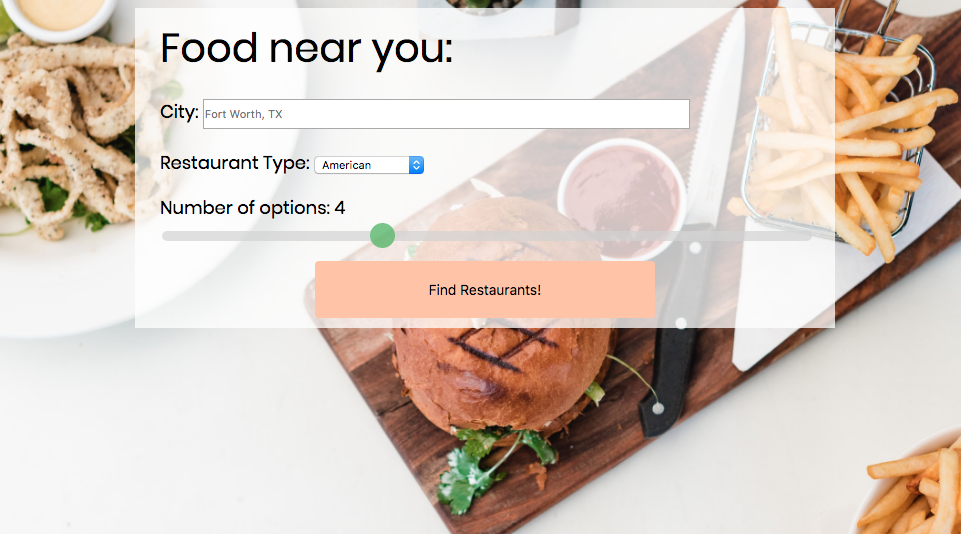 Food near you:
City: Fort Worth, TX
Restaurant Type: American
Number of options: 4
Find Restaurants!